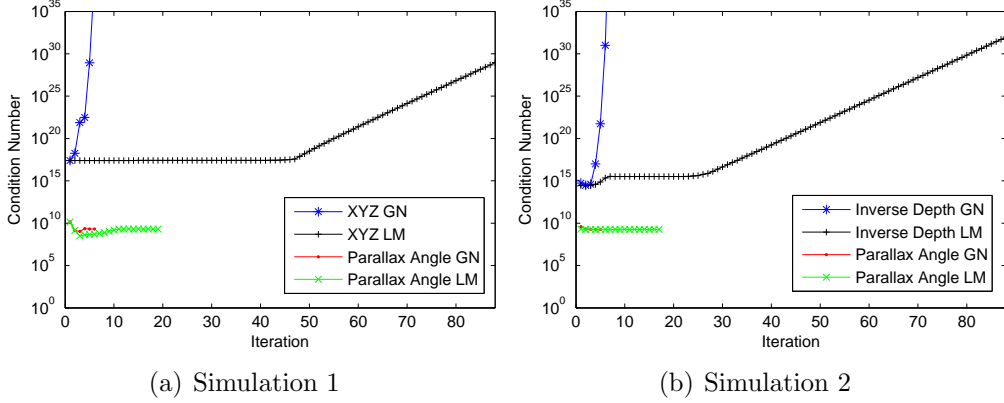 10^35
10^30
10^25
10^20
10^15
10^10
10^5
10^0
Condition Number
0 10 20 30 40 50 60 70 80
Iteration
XYZ GN
XYZ LM
Parallax Angle GN
Parallax Angle LM
(a) Simulation 1
10^35
10^30
10^25
10^20
10^15
10^10
10^5
10^0
Condition Number
0 10 20 30 40 50 60 70 80
Iteration
Inverse Depth GN
Inverse Depth LM
Parallax Angle GN
Parallax Angle LM
(b) Simulation 2